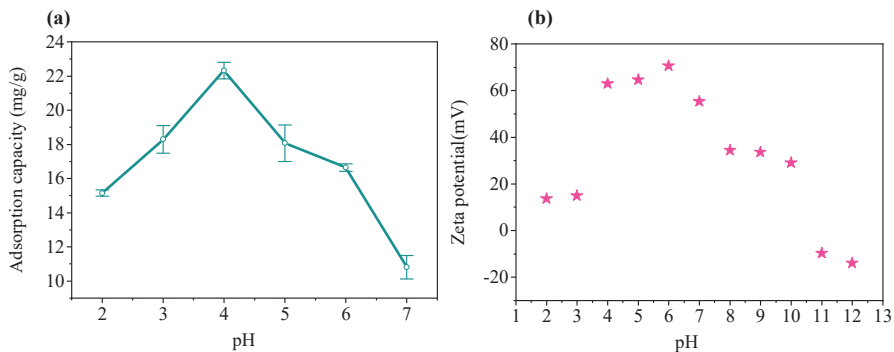 (a)
Adsorption capacity (mg/g)
24
22
20
18
16
14
12
10
2 3 4 5 6 7
pH
(b)
Zeta potential(mV)
80
60
40
20
0
-20
1 2 3 4 5 6 7 8 9 10 11 12 13
pH